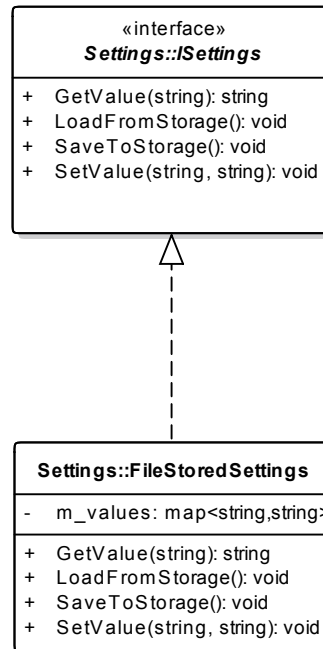 «interface»
Settings::ISettings
+ GetValue(string): string
+ LoadFromStorage(): void
+ SaveToStorage(): void
+ SetValue(string, string): void
Settings::FileStoredSettings
- m_values: map<string,string>
+ GetValue(string): string
+ LoadFromStorage(): void
+ SaveToStorage(): void
+ SetValue(string, string): void